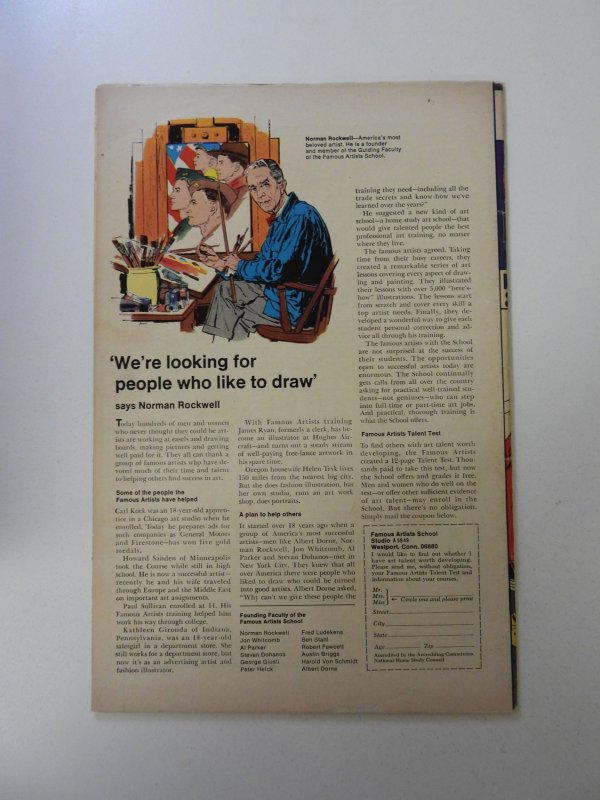 Norman Rockwell—America's most
beloved artist. He is a founder
and member of the Guiding Faculty
of the Famous Artists School.
'We're looking for
people who like to draw'
says Norman Rockwell
Today hundreds of men and women
who never thought they could be art-
ists are working at easels and drawing
boards, making pictures and getting
well paid for it. They all can thank a
group of famous artists who have de-
voted much of their time and talent
to helping others find success in art.
Some of the people the
Famous Artists have helped
Carl Kock was an 18-year-old appren-
tice in a Chicago art studio when he
enrolled. Today he prepares ads for
such companies as General Motors
and Firestone—has won five gold
medals.
Howard Sanden of Minneapolis
took the Course while still in high
school. He is now a successful artist—
recently he and his wife traveled
through Europe and the Middle East
on important art assignments.
Paul Sullivan enrolled at 14. His
Famous Artists training helped him
work his way through college.
Kathleen Gironda of Indiana,
Pennsylvania, was an 18-year-old
salesgirl in a department store. She
still works for a department store, but
now it's as an advertising artist and
fashion illustrator.
With Famous Artists training
James Ryan, formerly a clerk, has be-
come an illustrator at Hughes Air-
craft—and turns out a steady stream
of well-paying free-lance artwork in
his spare time.
Oregon housewife Helen Tryk lives
150 miles from the nearest big city.
But she does fashion illustration, has
her own studio, runs an art work
shop, does portraits.
A plan to help others
It started over 18 years ago when a
group of America's most successful
artists—men like Albert Dorne, Nor-
man Rockwell, Jon Whitcomb, Al
Parker and Stevan Dohanos—met in
New York City. They knew that all
over America there were people who
liked to draw who could be turned
into good artists. Albert Dorne asked,
"Why can't we give these people the
Founding Faculty of the
Famous Artists School
Norman Rockwell
Jon Whitcomb
Al Parker
Stevan Dohanos
George Giusti
Peter Helck
Fred Ludekens
Ben Stahl
Robert Fawcett
Austin Briggs
Harold Von Schmidt
Albert Dorne
training they need—including all the
trade secrets and know-how we've
learned over the years?"
He suggested a new kind of art
school—a home study art school—that
would give talented people the best
professional art training, no matter
where they live.
The famous artists agreed. Taking
time from their busy careers, they
created a remarkable series of art
lessons covering every aspect of draw-
ing and painting. They illustrated
their lessons with over 5,000 "here's-
how" illustrations. The lessons start
from scratch and cover every skill a
top artist needs. Finally, they de-
veloped a wonderful way to give each
student personal correction and ad-
vice all through his training.
The famous artists with the School
are not surprised at the success of
their students. The opportunities
open to successful artists today are
enormous. The School continually
gets calls from all over the country
asking for practical well-trained stu-
dents—not geniuses—who can step
into full-time or part-time art jobs.
And practical, thorough training is
what the School offers.
Famous Artists Talent Test
To find others with art talent worth
developing, the Famous Artists
created a 12-page Talent Test. Thou-
sands paid to take this test, but now
the School offers and grades it free.
Men and women who do well on the
test—or offer other sufficient evidence
of art talent—may enroll in the
School. But there's no obligation.
Simply mail the coupon below.
Famous Artists School
Studio A5849
Westport, Conn. 06880
I would like to find out whether I
have art talent worth developing.
Please send me, without obligation,
your Famous Artists Talent Test and
information about your courses.
Mr.
Mrs.
Miss
← Circle one and please print
Street
City
State
Age Zip
Accredited by the Accrediting Commission
National Home Study Council